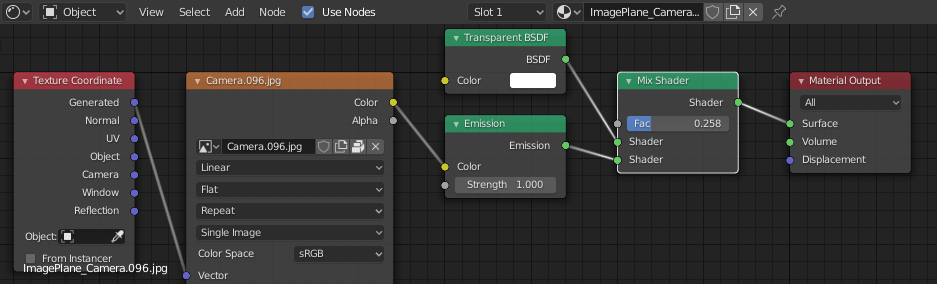 Object View Select Add Node Use Nodes Slot 1 ImagePlane_Camera...
Transparent BSDF
BSDF
Color
Texture Coordinate
Generated
Normal
UV
Object
Camera
Window
Reflection
Object:
From Instancer
ImagePlane_Camera.096.jpg
Camera.096.jpg
Color
Alpha
Camera.096.jpg
Linear
Flat
Repeat
Single Image
Color Space sRGB
Vector
Emission
Emission
Color
Strength 1.000
Mix Shader
Shader
Fac 0.258
Shader
Shader
Material Output
All
Surface
Volume
Displacement